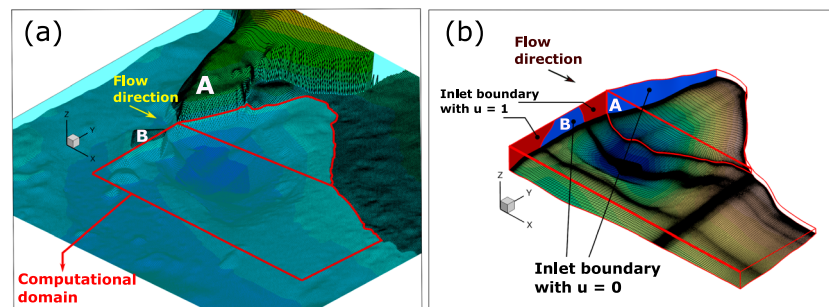 (a)
A
Flow
direction
B
Z
Y
X
Computational
domain
(b)
Flow
direction
Inlet boundary
with u = 1
A
B
Z
Y
X
Inlet boundary
with u = 0